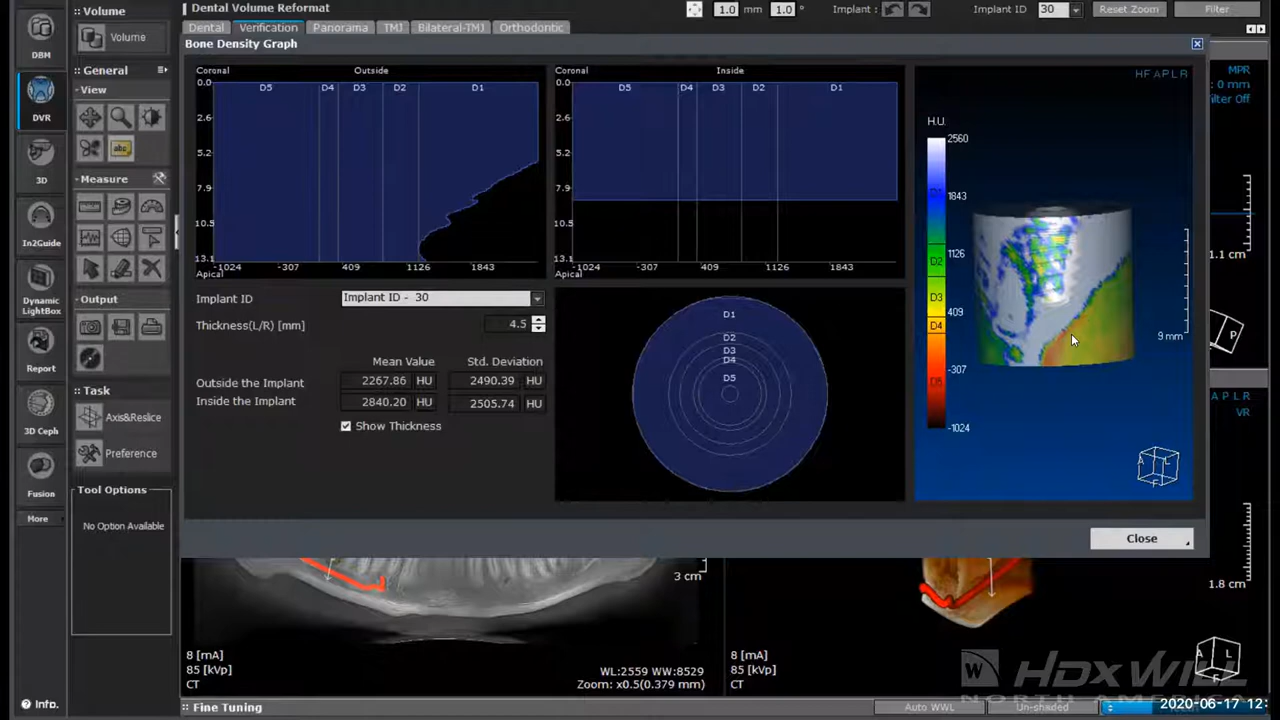 Volume
Dental Volume Reformat
1.0 mm 1.0 °
Implant :
Implant ID 30
Reset Zoom
Filter
DBM
Volume
Dental
Verification
Panorama
TMJ
Bilateral-TMJ
Orthodontic
Bone Density Graph
General
View
DVR
3D
Measure
In2Guide
Dynamic
LightBox
Output
Report
Task
3D Ceph
Axis&Reslice
Preference
Fusion
Tool Options
More
No Option Available
Info.
Coronal
Outside
D5 D4 D3 D2 D1
0.0
2.6
5.2
7.9
10.5
13.1
Apical
-1024 -307 409 1126 1843
Coronal
Inside
D5 D4 D3 D2 D1
0.0
2.6
5.2
7.9
10.5
13.1
Apical
-1024 -307 409 1126 1843
Implant ID
Implant ID - 30
Thickness(L/R) [mm]
4.5
Mean Value Std. Deviation
Outside the Implant 2267.86 HU 2490.39 HU
Inside the Implant 2840.20 HU 2505.74 HU
Show Thickness
D1
D2
D3
D4
D5
HFAPLR
H.U.
2560
1843
1126
D2
D3
409
D4
-307
-1024
9 mm
A L
F
Close
MPR
: 0 mm
Filter Off
1.1 cm
P
A P L R
VR
3 cm
1.8 cm
8 [mA]
85 [kVp]
CT
WL:2559 WW:8529
Zoom: x0.5(0.379 mm)
8 [mA]
85 [kVp]
CT
A L
F
HDXWILL
NORTH AMERICA
Fine Tuning
Auto WWL
Un-shaded
2020-06-17 12: